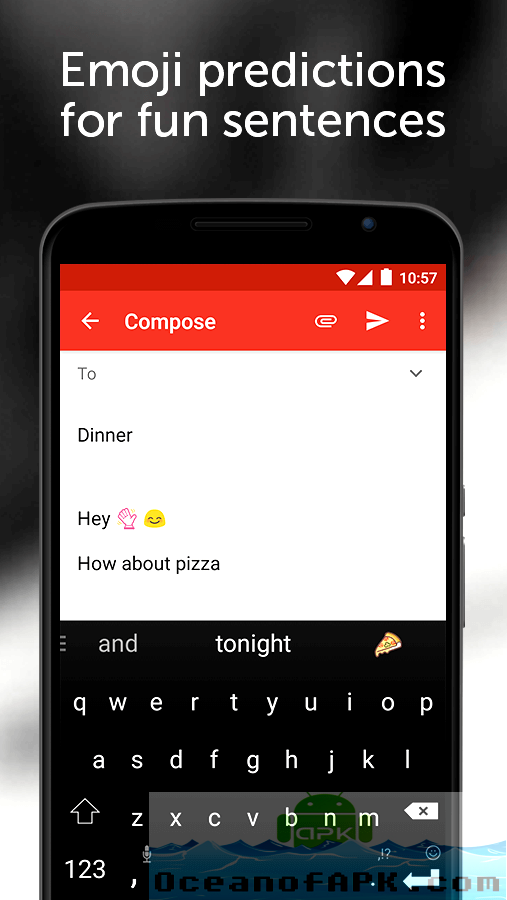 Emoji predictions
for fun sentences
10:57
Compose
To
Dinner
Hey 👋 😊
How about pizza
and tonight 🍕
q w e r t y u i o p
a s d f g h j k l
z x c v b n m
APK
123 , ,!? .
OceanofAPK.com